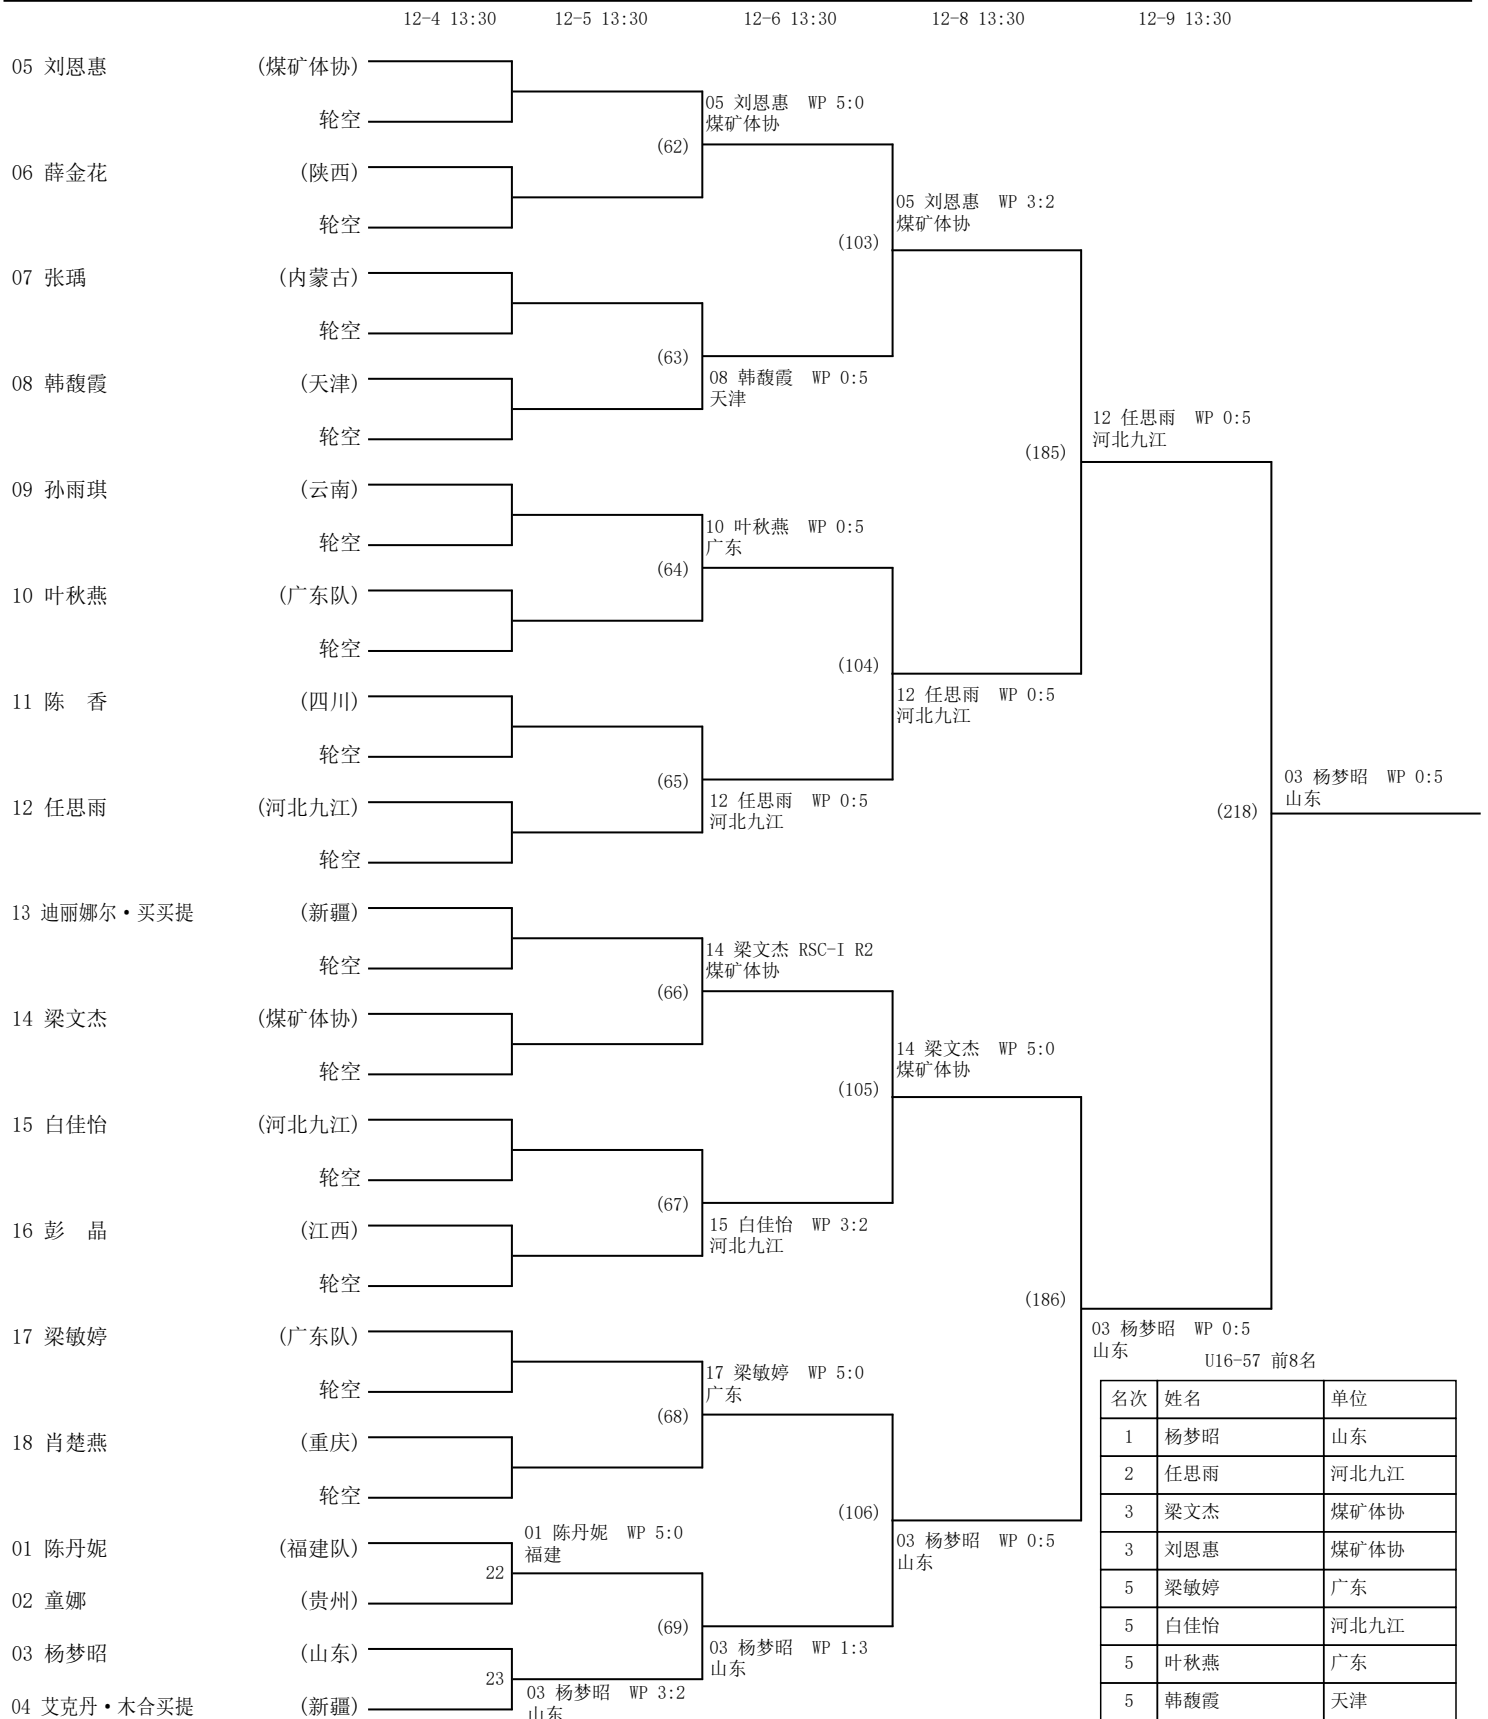 12-4 13:30 12-5 13:30 12-6 13:30 12-8 13:30 12-9 13:30
05 刘恩惠 (煤矿体协)
05 刘恩惠 WP 5:0
轮空
煤矿体协
(62)
06 薛金花 (陕西)
05 刘恩惠 WP 3:2
轮空
煤矿体协
(103)
07 张瑀 (内蒙古)
轮空
(63)
08 韩馥霞 (天津)
08 韩馥霞 WP 0:5
天津
12 任思雨 WP 0:5
轮空
河北九江
(185)
09 孙雨琪 (云南)
10 叶秋燕 WP 0:5
轮空
广东
(64)
10 叶秋燕 (广东队)
轮空
(104)
11 陈 香 (四川)
12 任思雨 WP 0:5
河北九江
轮空
03 杨梦昭 WP 0:5
(65)
山东
12 任思雨 (河北九江)
12 任思雨 WP 0:5
(218)
河北九江
轮空
13 迪丽娜尔·买买提 (新疆)
14 梁文杰 RSC-I R2
轮空
煤矿体协
(66)
14 梁文杰 (煤矿体协)
14 梁文杰 WP 5:0
轮空
煤矿体协
(105)
15 白佳怡 (河北九江)
轮空
(67)
16 彭 晶 (江西)
15 白佳怡 WP 3:2
河北九江
轮空
(186)
17 梁敏婷 (广东队)
03 杨梦昭 WP 0:5
山东
U16-57 前8名
17 梁敏婷 WP 5:0
轮空
广东
名次 姓名 单位
(68)
18 肖楚燕 (重庆)
1 杨梦昭 山东
2 任思雨 河北九江
轮空
3 梁文杰 煤矿体协
(106)
01 陈丹妮 WP 5:0
福建
01 陈丹妮 (福建队)
03 杨梦昭 WP 0:5
山东
3 刘恩惠 煤矿体协
22
5 梁敏婷 广东
02 童娜 (贵州)
(69)
5 白佳怡 河北九江
03 杨梦昭 (山东)
03 杨梦昭 WP 1:3
山东
5 叶秋燕 广东
23
03 杨梦昭 WP 3:2
山东
04 艾克丹·木合买提 (新疆)
5 韩馥霞 天津